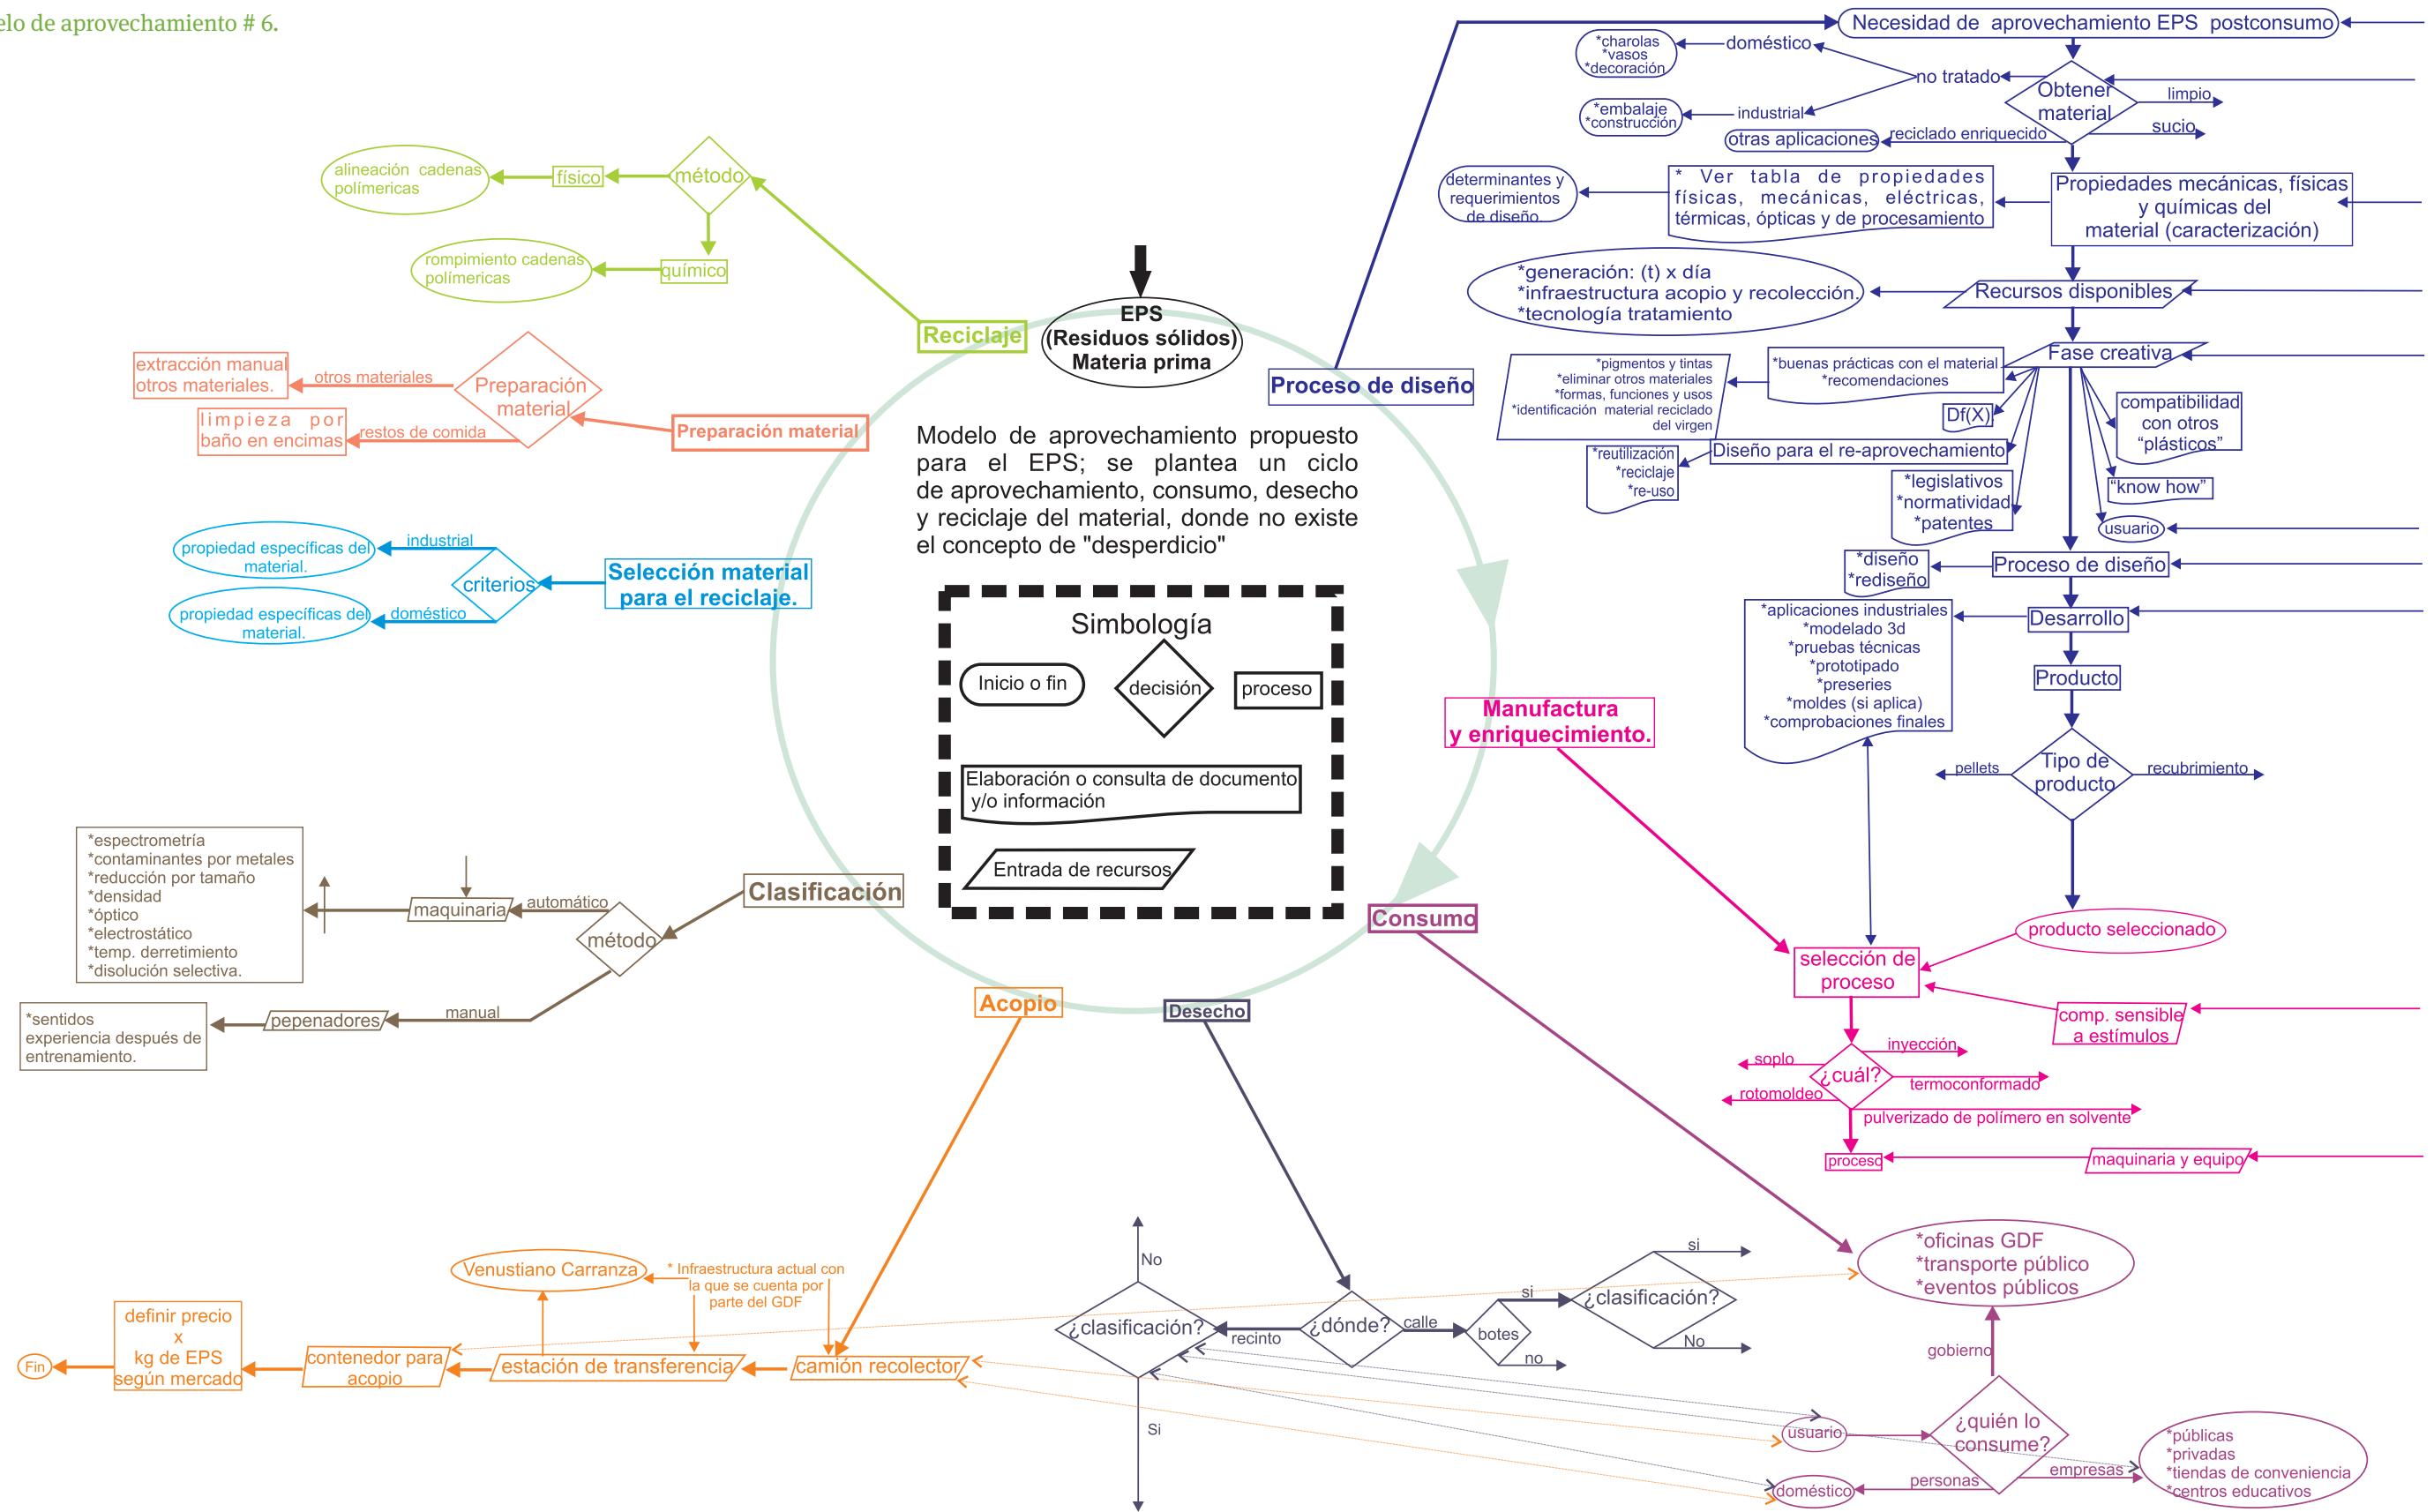 elo de aprovechamiento # 6.
Necesidad de aprovechamiento EPS postconsumo
*charolas
*vasos
*decoración
doméstico
no tratado
Obtener
material
limpio
sucio
*embalaje
*construcción
industrial
otras aplicaciones
reciclado enriquecido
determinantes y
requerimientos
de diseño.
* Ver tabla de propiedades
físicas, mecánicas, eléctricas,
térmicas, ópticas y de procesamiento
Propiedades mecánicas, físicas
y químicas del
material (caracterización)
*generación: (t) x día
*infraestructura acopio y recolección.
*tecnología tratamiento
Recursos disponibles
Fase creativa
*pigmentos y tintas
*eliminar otros materiales
*formas, funciones y usos
*identificación material reciclado
del virgen
*buenas prácticas con el material
*recomendaciones
Df(X)
compatibilidad
con otros
“plásticos”
Diseño para el re-aprovechamiento
*reutilización
*reciclaje
*re-uso
*legislativos
*normatividad
*patentes
“know how”
usuario
*diseño
*rediseño
Proceso de diseño
*aplicaciones industriales
*modelado 3d
*pruebas técnicas
*prototipado
*preseries
*moldes (si aplica)
*comprobaciones finales
Desarrollo
Producto
Tipo de
producto
pellets
recubrimiento
alineación cadenas
polímericas
físico
método
rompimiento cadenas
polímericas
químico
Reciclaje
EPS
(Residuos sólidos)
Materia prima
Proceso de diseño
extracción manual
otros materiales.
otros materiales
Preparación
material
limpieza por
baño en encimas
restos de comida
Preparación material
Modelo de aprovechamiento propuesto
para el EPS; se plantea un ciclo
de aprovechamiento, consumo, desecho
y reciclaje del material, donde no existe
el concepto de "desperdicio"
propiedad específicas del
material.
industrial
criterios
propiedad específicas del
material.
doméstico
Selección material
para el reciclaje.
Simbología
Inicio o fin
decisión
proceso
Elaboración o consulta de documento
y/o información
Entrada de recursos
Manufactura
y enriquecimiento.
*espectrometría
*contaminantes por metales
*reducción por tamaño
*densidad
*óptico
*electrostático
*temp. derretimiento
*disolución selectiva.
maquinaria
automático
método
Clasificación
*sentidos
experiencia después de
entrenamiento.
pepenadores
manual
Consumo
Acopio
Desecho
producto seleccionado
selección de
proceso
comp. sensible
a estímulos
inyección
soplo
¿cuál?
termoconformado
rotomoldeo
pulverizado de polímero en solvente
proceso
maquinaria y equipo
Venustiano Carranza
* Infraestructura actual con
la que se cuenta por
parte del GDF
definir precio
x
kg de EPS
según mercado
Fin
contenedor para
acopio
estación de transferencia
camión recolector
No
¿clasificación?
Si
recinto
¿dónde?
calle
botes
si
no
¿clasificación?
si
No
*oficinas GDF
*transporte público
*eventos públicos
gobierno
usuario
¿quién lo
consume?
personas
doméstico
empresas
*públicas
*privadas
*tiendas de conveniencia
*centros educativos